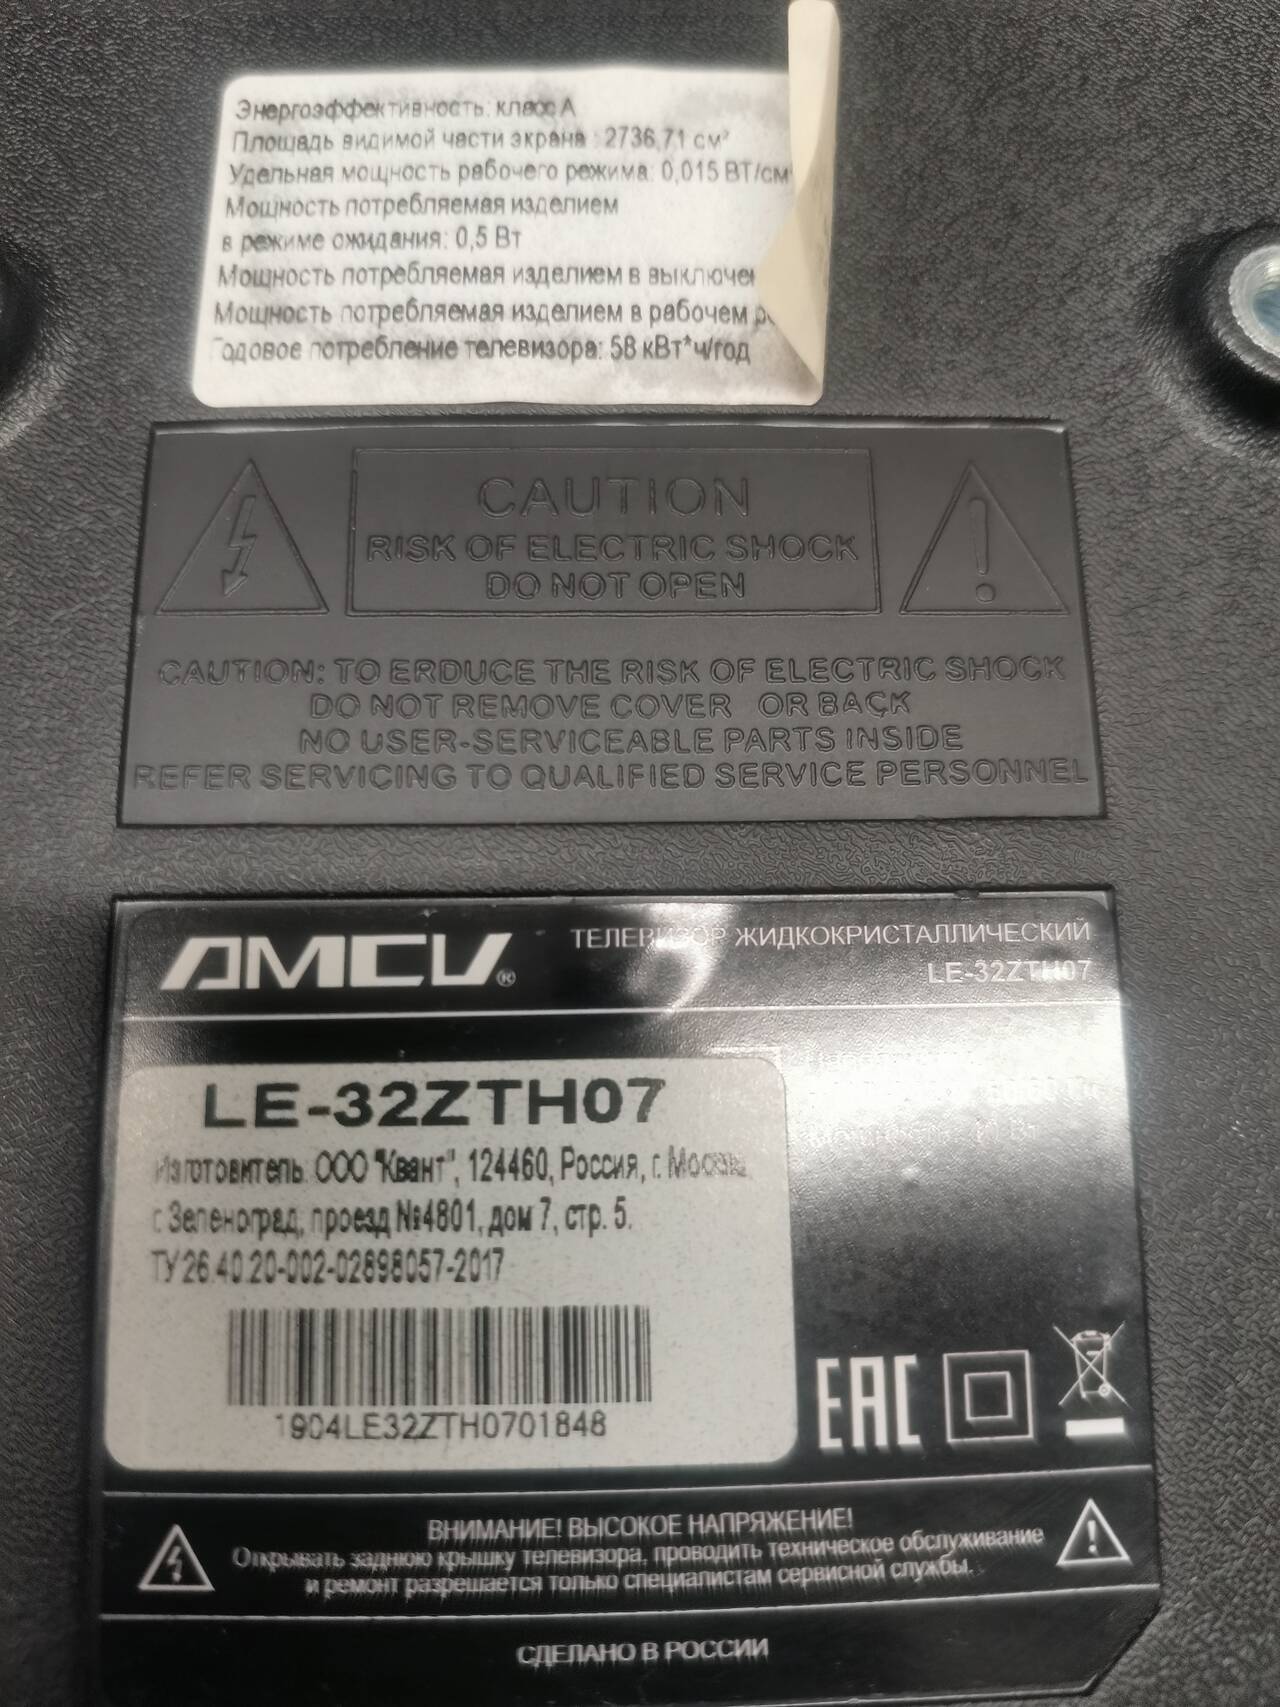 Энергоэффективность: класс А
Площадь видимой части экрана : 2736,71 см²
Удельная мощность рабочего режима: 0,015 ВТ/см
Мощность потребляемая изделием
в режиме ожидания: 0,5 Вт
Мощность потребляемая изделием в выключен
Мощность потребляемая изделием в рабочем р
Годовое потребление телевизора: 58 кВт*ч/год
CAUTION
RISK OF ELECTRIC SHOCK
DO NOT OPEN
CAUTION: TO ERDUCE THE RISK OF ELECTRIC SHOCK
DO NOT REMOVE COVER OR BACK
NO USER-SERVICEABLE PARTS INSIDE
REFER SERVICING TO QUALIFIED SERVICE PERSONNEL
AMCV®
ТЕЛЕВИЗОР ЖИДКОКРИСТАЛЛИЧЕСКИЙ
LE-32ZTH07
LE-32ZTH07
Изготовитель: ООО "Квант", 124460, Россия, г. Москва,
г. Зеленоград, проезд №4801, дом 7, стр. 5.
ТУ 26.40.20-002-02898057-2017
1904LE32ZTH0701848
EAC
ВНИМАНИЕ! ВЫСОКОЕ НАПРЯЖЕНИЕ!
Открывать заднюю крышку телевизора, проводить техническое обслуживание
и ремонт разрешается только специалистам сервисной службы.
СДЕЛАНО В РОССИИ